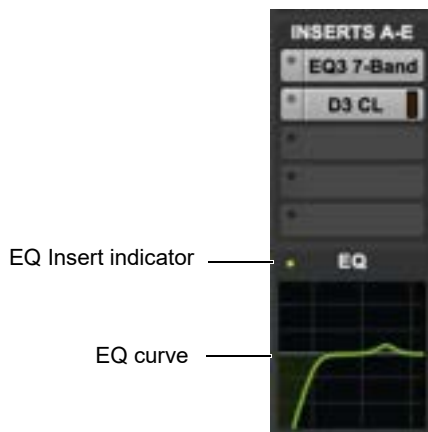 INSERTS A-E
EQ3 7-Band
D3 CL
EQ Insert indicator
EQ
EQ curve